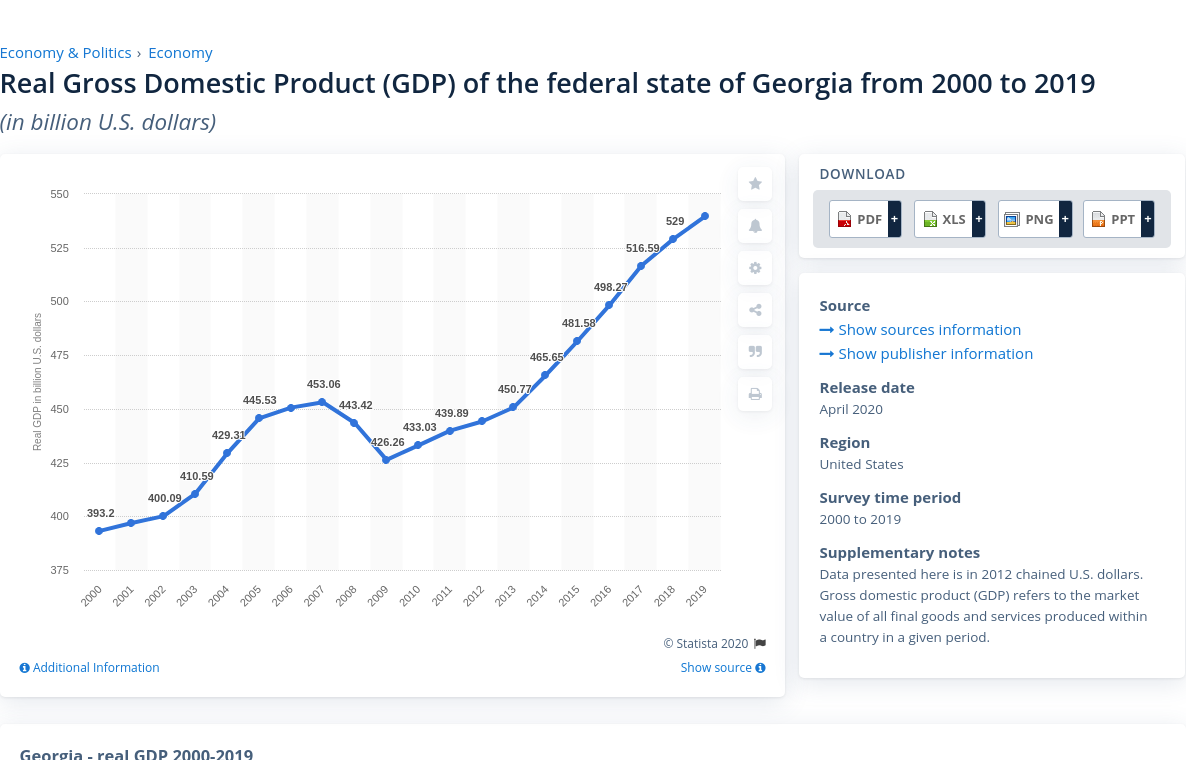 Economy & Politics › Economy
Real Gross Domestic Product (GDP) of the federal state of Georgia from 2000 to 2019
(in billion U.S. dollars)
550
525
500
475
450
425
400
375
Real GDP in billion U.S. dollars
393.2
400.09
410.59
429.31
445.53
453.06
443.42
426.26
433.03
439.89
450.77
465.65
481.58
498.27
516.59
529
2000
2001
2002
2003
2004
2005
2006
2007
2008
2009
2010
2011
2012
2013
2014
2015
2016
2017
2018
2019
© Statista 2020
Additional Information
Show source
DOWNLOAD
PDF + XLS + PNG + PPT +
Source
Show sources information
Show publisher information
Release date
April 2020
Region
United States
Survey time period
2000 to 2019
Supplementary notes
Data presented here is in 2012 chained U.S. dollars.
Gross domestic product (GDP) refers to the market
value of all final goods and services produced within
a country in a given period.
Georgia - real GDP 2000-2019